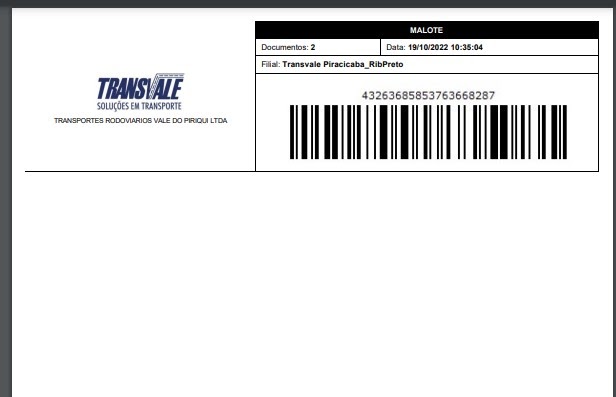 MALOTE
Documentos: 2 Data: 19/10/2022 10:35:04
Filial: Transvale Piracicaba_RibPreto
TRANSVALE
SOLUÇÕES EM TRANSPORTE
TRANSPORTES RODOVIARIOS VALE DO PIRIQUI LTDA
43263685853763668287